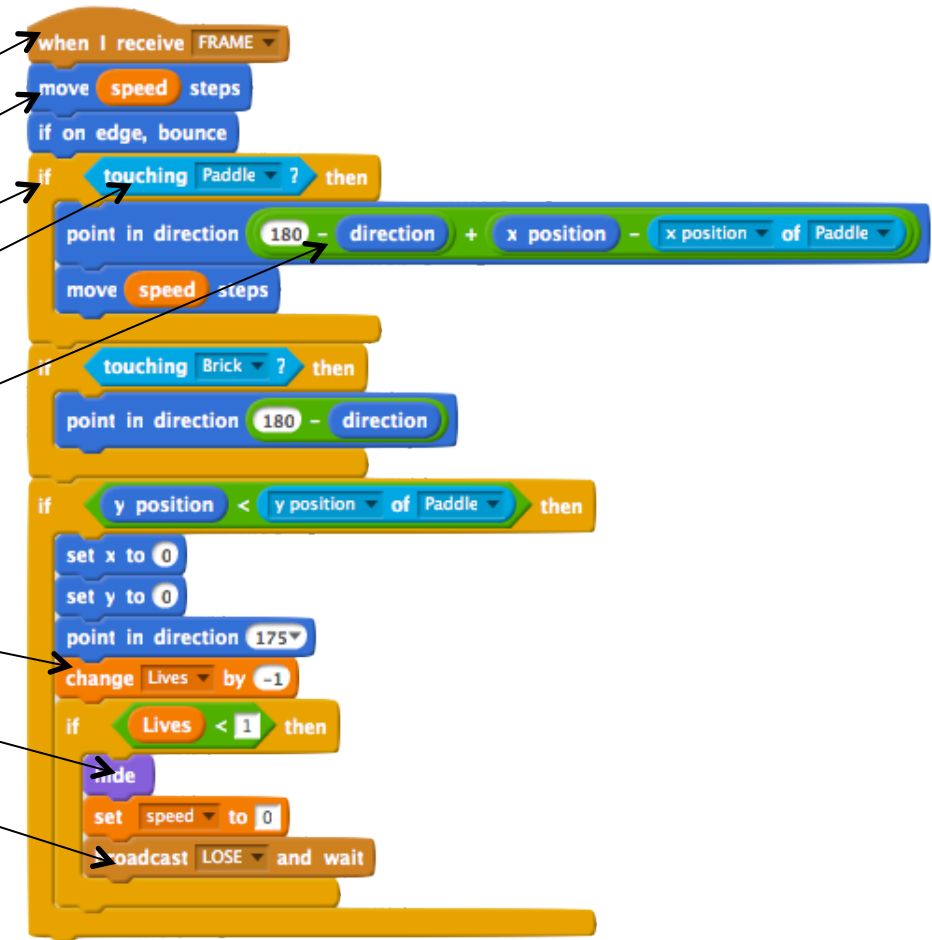 when I receive FRAME
move speed steps
if on edge, bounce
if touching Paddle ? then
point in direction 180 - direction + x position - x position of Paddle
move speed steps
if touching Brick ? then
point in direction 180 - direction
if y position < y position of Paddle then
set x to 0
set y to 0
point in direction 175
change Lives by -1
if Lives < 1 then
hide
set speed to 0
broadcast LOSE and wait